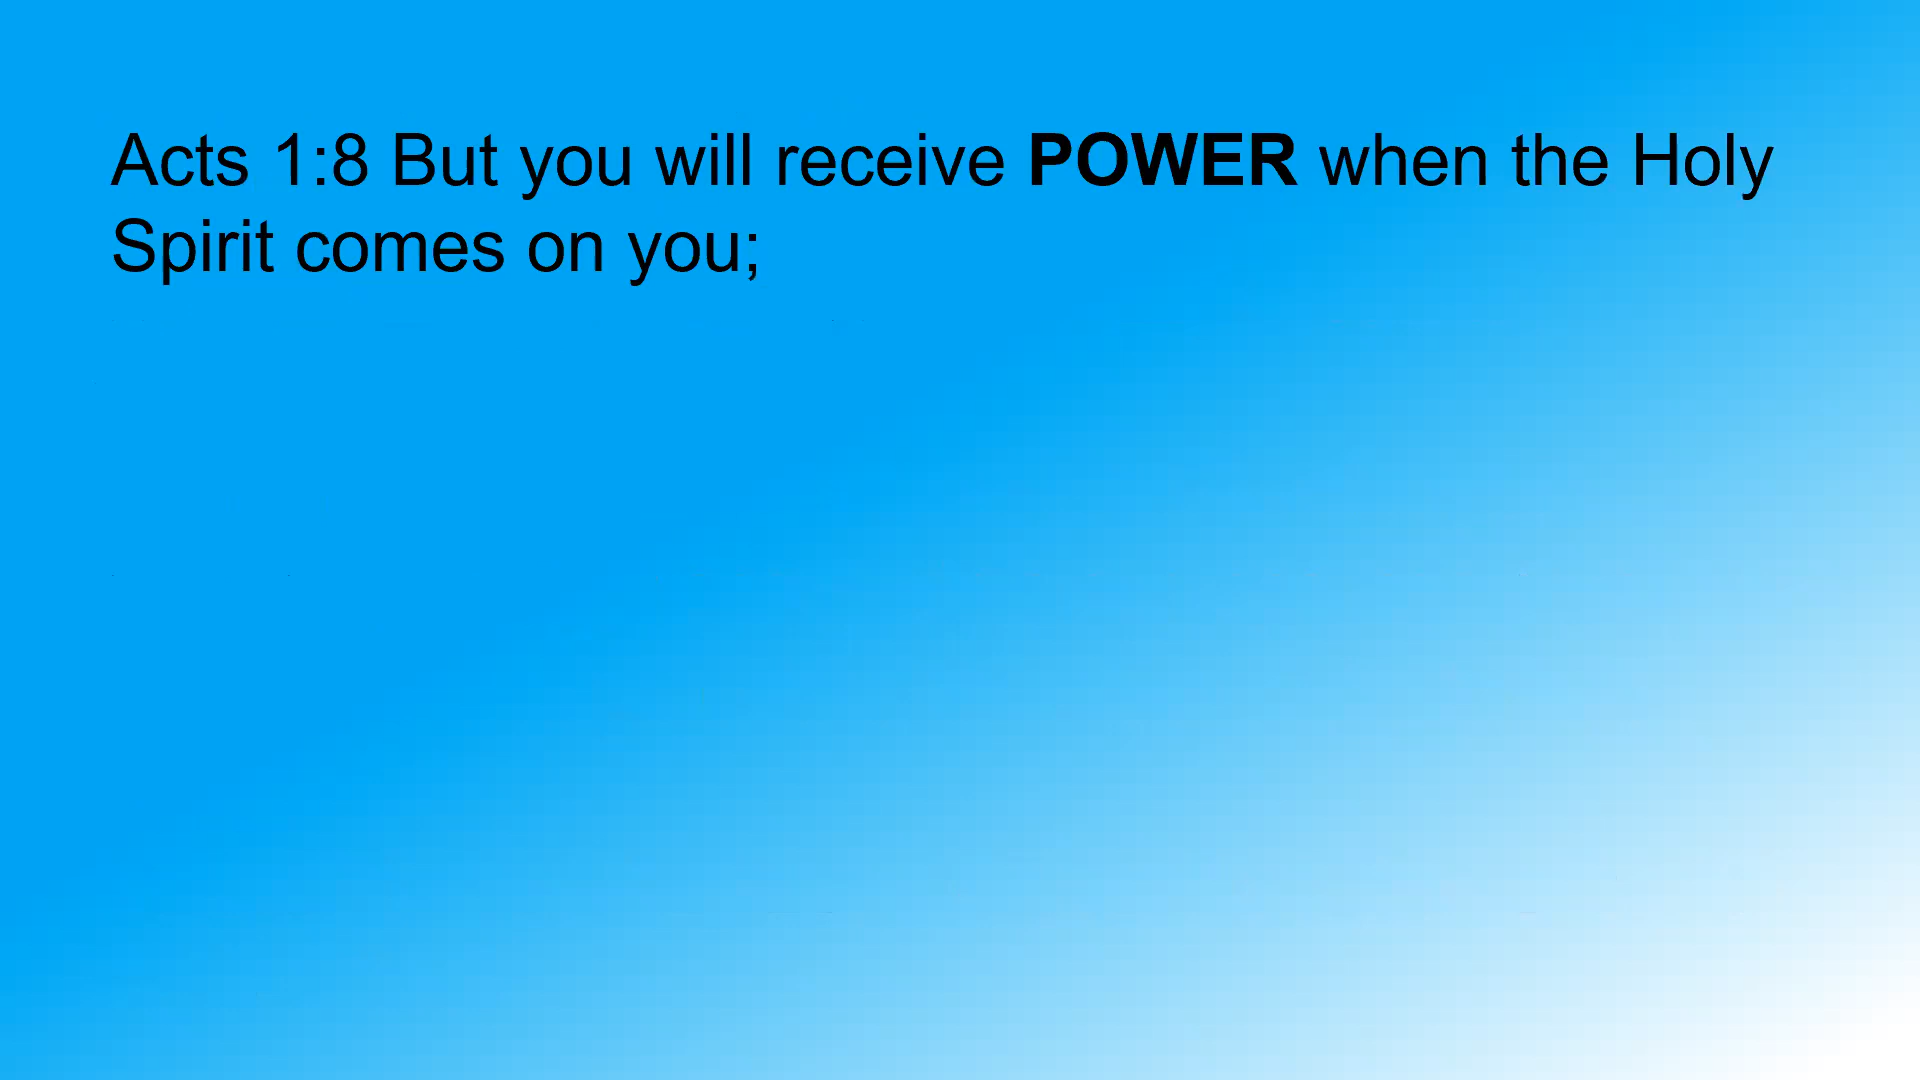 Acts 1:8 But you will receive POWER when the Holy
Spirit comes on you;